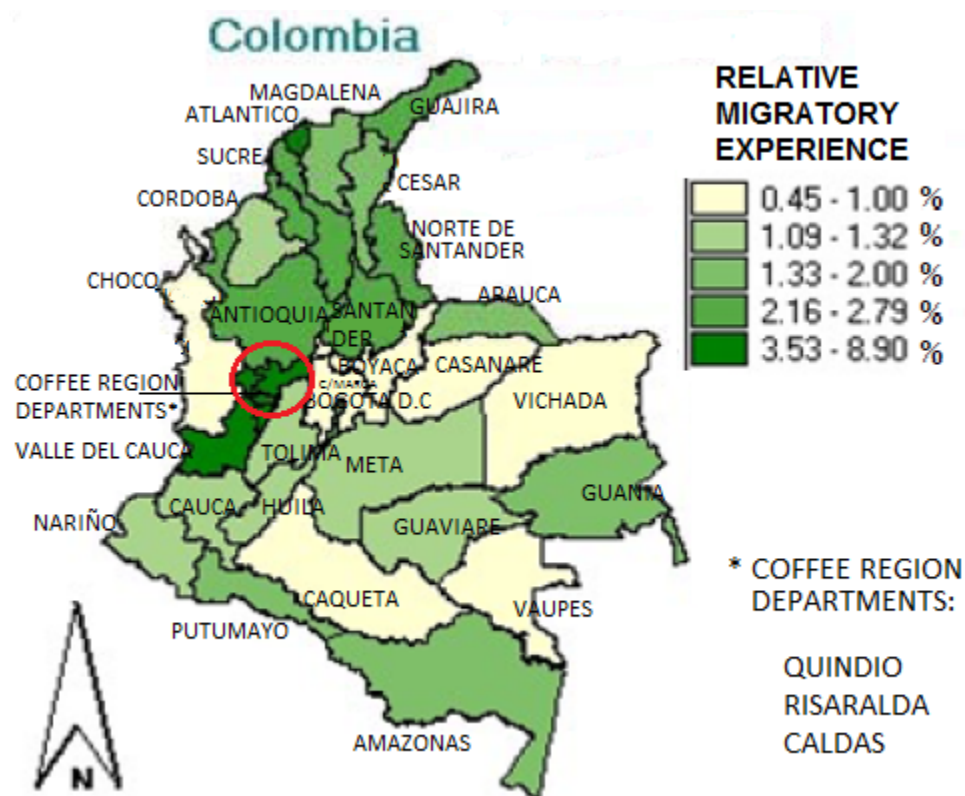 Colombia
MAGDALENA
ATLANTICO
GUAJIRA
SUCRE
CESAR
CORDOBA
NORTE DE
SANTANDER
CHOCO
ARAUCA
ANTIOQUIA
SANTAN
DER
BOYACA
CASANARE
C/MARCA
BOGOTA D.C
VICHADA
COFFEE REGION
DEPARTMENTS*
VALLE DEL CAUCA
TOLIMA
META
GUANIA
CAUCA
HUILA
NARIÑO
GUAVIARE
CAQUETA
VAUPES
PUTUMAYO
AMAZONAS
N
RELATIVE
MIGRATORY
EXPERIENCE
0.45 - 1.00 %
1.09 - 1.32 %
1.33 - 2.00 %
2.16 - 2.79 %
3.53 - 8.90 %
* COFFEE REGION
DEPARTMENTS:
QUINDIO
RISARALDA
CALDAS